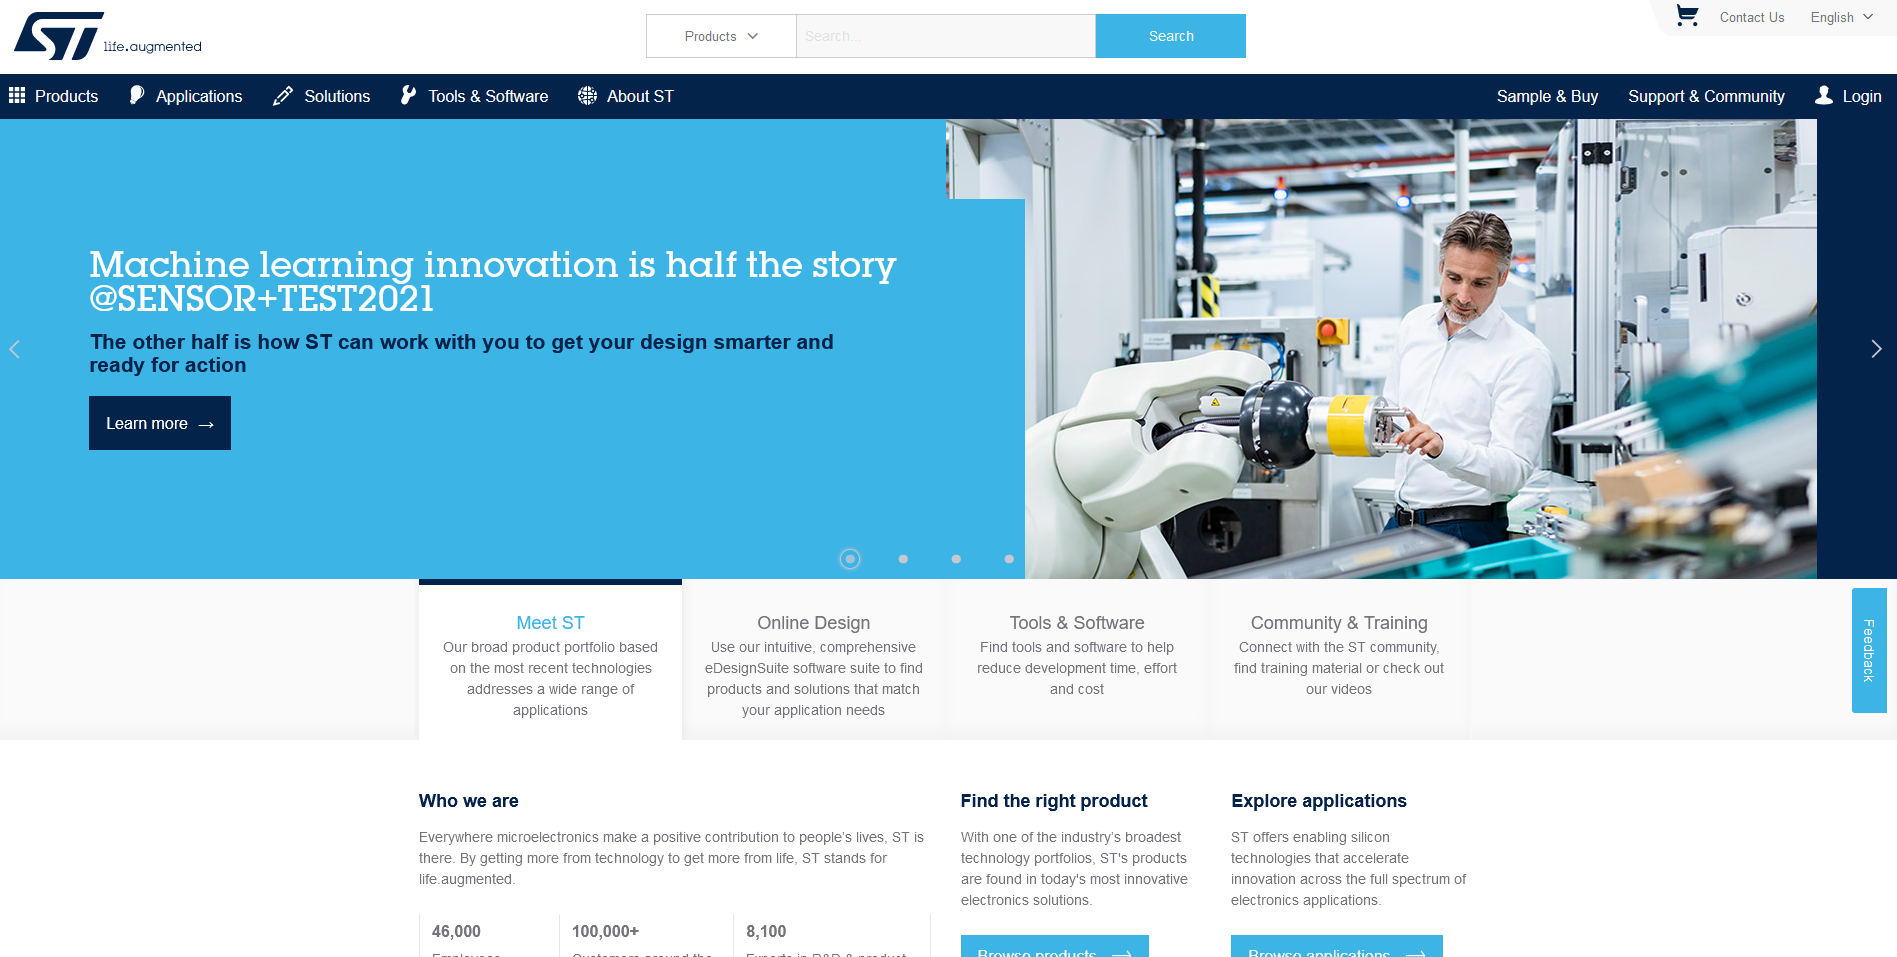 ST life.augmented
Products
Search...
Search
Contact Us
English
Products
Applications
Solutions
Tools & Software
About ST
Sample & Buy
Support & Community
Login
Machine learning innovation is half the story
@SENSOR+TEST2021
The other half is how ST can work with you to get your design smarter and
ready for action
Learn more →
Meet ST
Our broad product portfolio based
on the most recent technologies
addresses a wide range of
applications
Online Design
Use our intuitive, comprehensive
eDesignSuite software suite to find
products and solutions that match
your application needs
Tools & Software
Find tools and software to help
reduce development time, effort
and cost
Community & Training
Connect with the ST community,
find training material or check out
our videos
Feedback
Who we are
Everywhere microelectronics make a positive contribution to people’s lives, ST is
there. By getting more from technology to get more from life, ST stands for
life.augmented.
46,000
Employees
100,000+
Customers around the
8,100
Experts in R&D & product
Find the right product
With one of the industry’s broadest
technology portfolios, ST's products
are found in today's most innovative
electronics solutions.
Browse products →
Explore applications
ST offers enabling silicon
technologies that accelerate
innovation across the full spectrum of
electronics applications.
Browse applications →